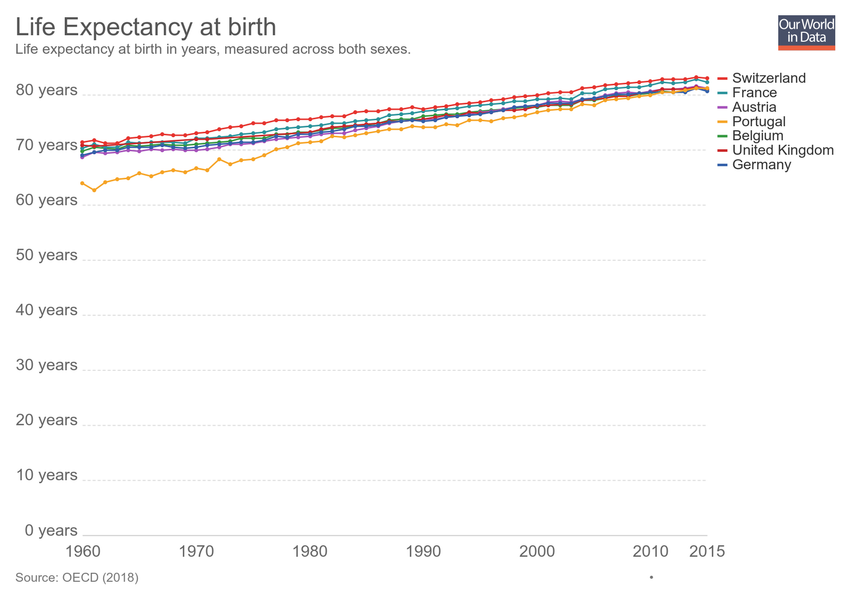 Life Expectancy at birth
Life expectancy at birth in years, measured across both sexes.
Our World
in Data
80 years
70 years
60 years
50 years
40 years
30 years
20 years
10 years
0 years
1960 1970 1980 1990 2000 2010 2015
Switzerland
France
Austria
Portugal
Belgium
United Kingdom
Germany
Source: OECD (2018)